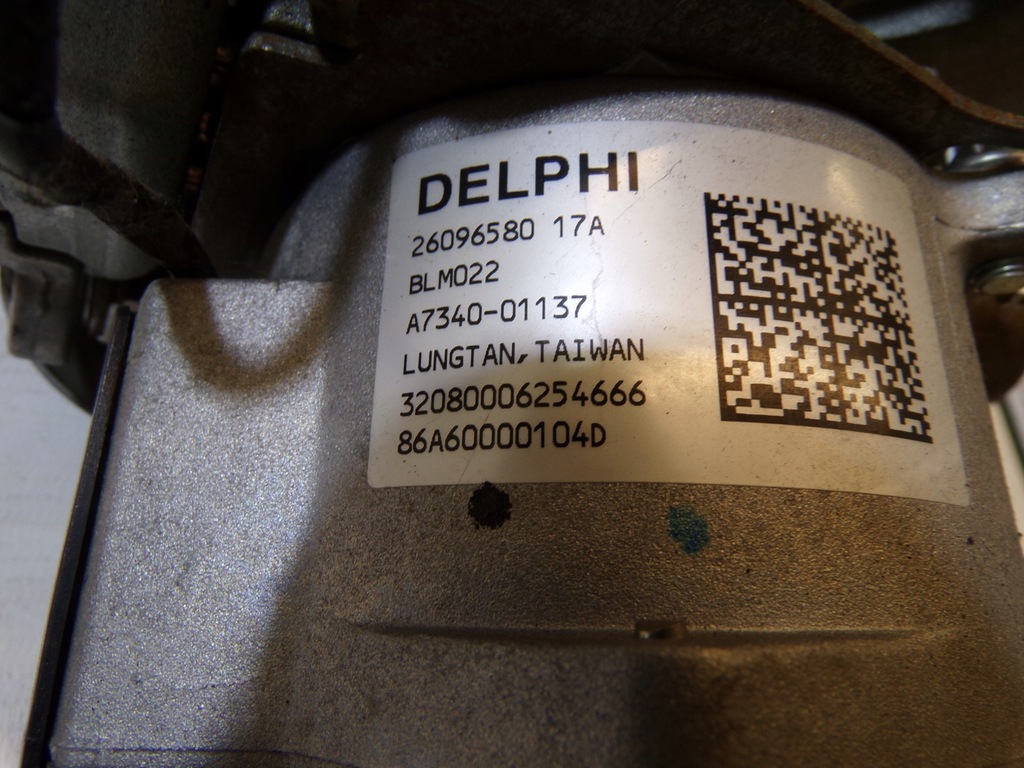 DELPHI
26096580 17A
BLM022
A7340-01137
LUNGTAN, TAIWAN
32080006254666
86A60000104D